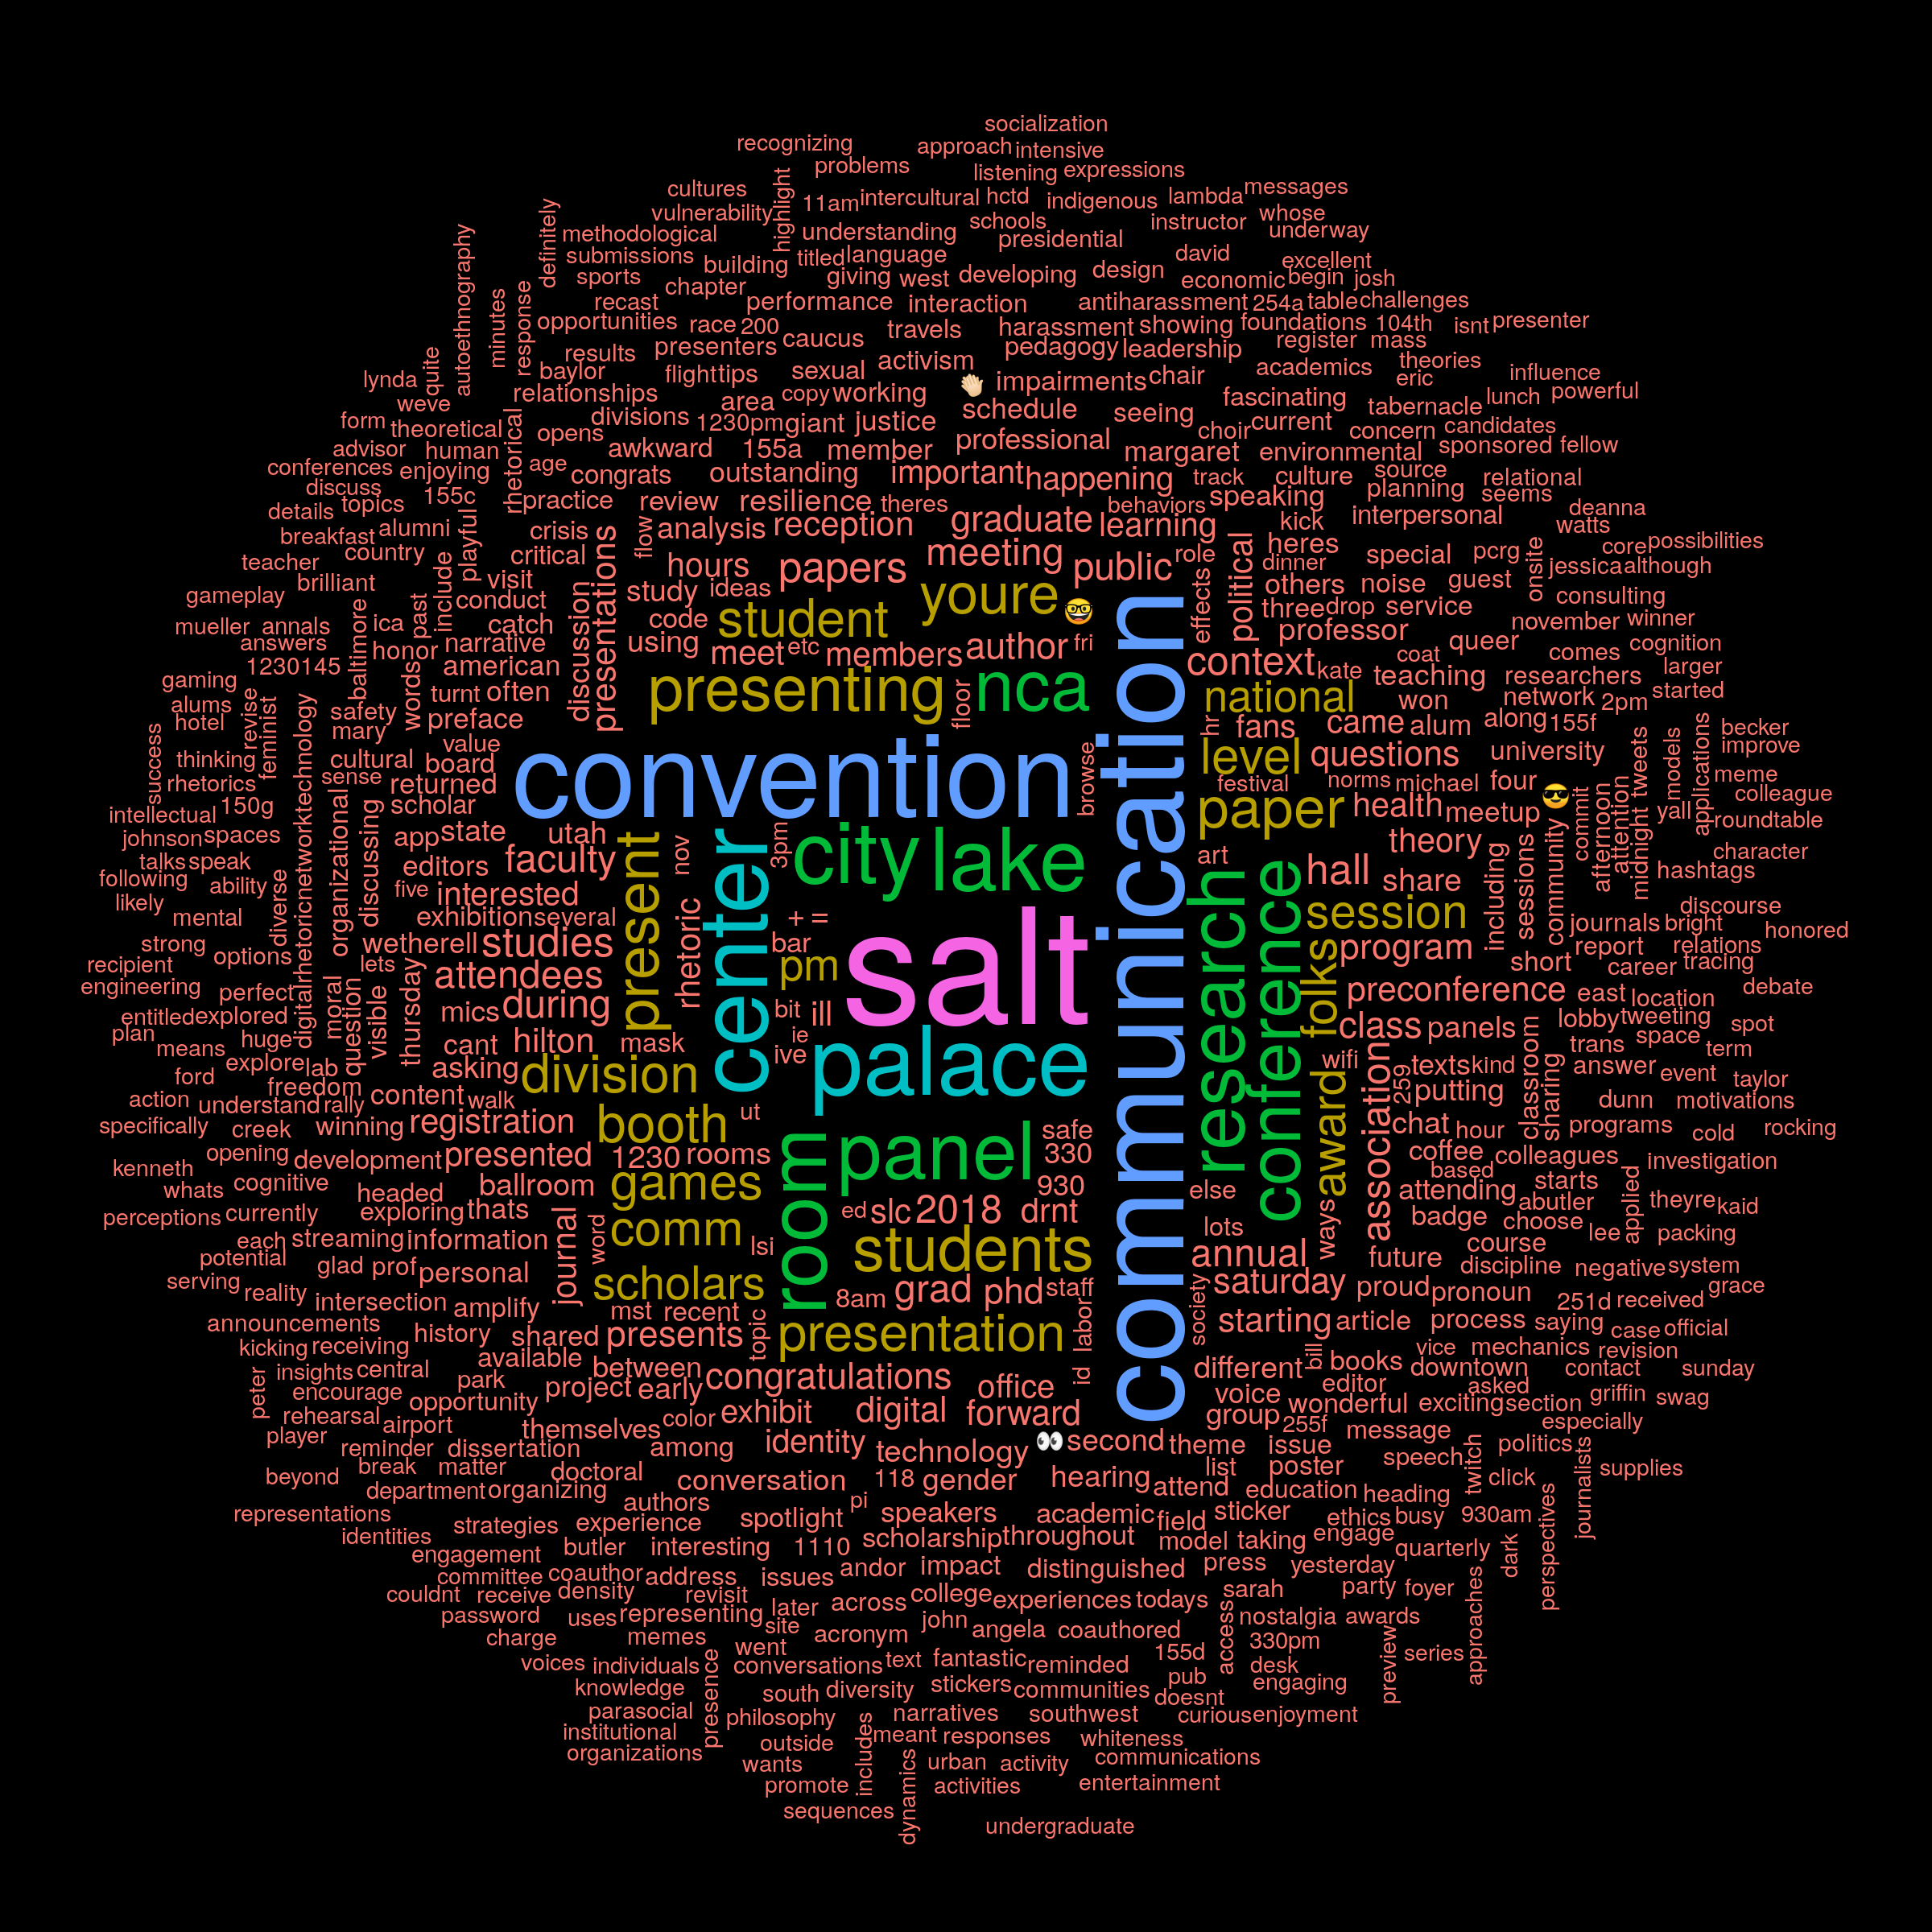 socialization
recognizing approach intensive
problems listening expressions
cultures highlight 11am intercultural hctd indigenous lambda messages
vulnerability schools instructor whose
definitely methodological understanding presidential underway
autoethnography submissions building titled language david excellent
sports chapter giving west developing design economic begin josh
minutes response recast performance interaction antiharassment 254a table challenges
opportunities race 200 caucus travels harassment showing foundations 104th isnt presenter
results presenters activism pedagogy leadership register mass
lynda quite baylor flight tips sexual 👏🏻 impairments chair academics theories eric influence
weve relationships area copy working fascinating lunch powerful
form theoretical rhetorical divisions 1230pm giant justice schedule seeing tabernacle
advisor human opens awkward 155a member professional choir current concern candidates
conferences enjoying age congrats outstanding important happening margaret environmental sponsored fellow
discuss topics 155c practice review resilience theres behaviors track culture source relational
details playful speaking planning seems deanna
breakfast alumni crisis flow analysis reception graduate learning kick interpersonal watts
teacher country critical presentations hours papers meeting public role political heres special pcrg core possibilities
brilliant include visit study ideas youre dinner others noise guest onsite jessica although
gameplay past conduct discussion code student 🤓 effects three drop service consulting
mueller annals ica catch using etc author fri professor queer november winner
answers baltimore honor narrative meet members context coat comes cognition
1230145 words american kate teaching researchers larger
gaming turnt often presenting nca national won network 2pm started
alums revise feminist safety preface floor hr fans came alum along 155f
hotel mary communication becker
success thinking digitalrhetoricnetworktechnology cultural value convention browse level questions university improve
rhetorics sense board returned festival norms michael four 😎 commit afternoon attention midnight tweets models applications meme
intellectual 150g organizational scholar paper health meetup yall colleague
johnson spaces discussing app state utah nov center 3pm city lake theory roundtable
talks speak editors faculty present art hall including sessions community character
following ability diverse five interested research conference share hashtags
likely mental exhibition several rhetoric + = salt session journals bright discourse
strong options wetherell studies bar folks program report relations honored
recipient lets attendees pm short career tracing
engineering perfect moral question visible thursday mics during bit ill preconference east location debate
entitled explored cant hilton mask ie class panels lobby tweeting spot
plan means huge explore lab asking ive palace wifi association texts kind classroom sharing trans space term
ford freedom content division award 259 putting answer event taylor
action understand rally walk dunn motivations
specifically creek winning registration booth ut safe chat hour programs cold rocking
opening development presented 1230 rooms room panel 330 coffee colleagues investigation
kenneth cognitive headed ballroom 930 based starts
whats exploring thats games else attending abutler applied theyre kaid
perceptions currently journal word ed slc 2018 drnt lots ways badge choose
each streaming information comm lsi students annual future course lee packing
potential glad prof personal scholars grad phd staff saturday discipline negative system
serving reality intersection amplify 8am society proud pronoun 251d received grace
announcements history shared mst recent presents topic presentation labor starting article process saying case official
kicking receiving available between id bill books vice mechanics revision
peter insights central park project early congratulations office different editor downtown contact sunday
encourage opportunity voice wonderful asked exciting section griffin swag
rehearsal airport themselves color exhibit digital forward group 255f especially
player reminder dissertation among identity technology 👀 second theme issue message politics
beyond break matter doctoral conversation 118 gender hearing list poster speech twitch click supplies
department organizing attend education heading journalists
representations authors pi speakers academic field sticker ethics busy 930am perspectives
identities strategies experience spotlight scholarship throughout model taking engage quarterly dark
engagement butler interesting 1110 andor impact distinguished press yesterday
committee coauthor address issues college sarah party foyer approaches
couldnt receive density revisit later across experiences todays
password uses representing site john access nostalgia awards
charge memes went acronym angela coauthored 155d 330pm preview series
voices individuals presence conversations text fantastic reminded pub desk
knowledge south diversity stickers communities doesnt engaging
parasocial philosophy narratives southwest curious enjoyment
institutional outside includes meant responses whiteness
organizations wants urban activity communications
promote dynamics activities entertainment
sequences undergraduate